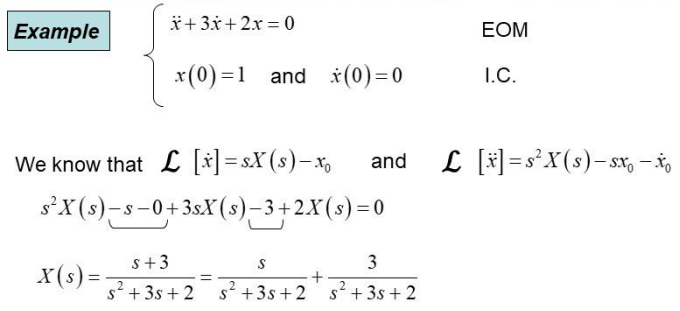 Example
ẍ + 3ẋ + 2x = 0 EOM
x(0) = 1 and ẋ(0) = 0 I.C.
We know that ℒ [ẋ] = sX(s) − x₀ and ℒ [ẍ] = s²X(s) − sx₀ − ẋ₀
s²X(s) − s − 0 + 3sX(s) − 3 + 2X(s) = 0
X(s) = (s + 3)/(s² + 3s + 2) = s/(s² + 3s + 2) + 3/(s² + 3s + 2)